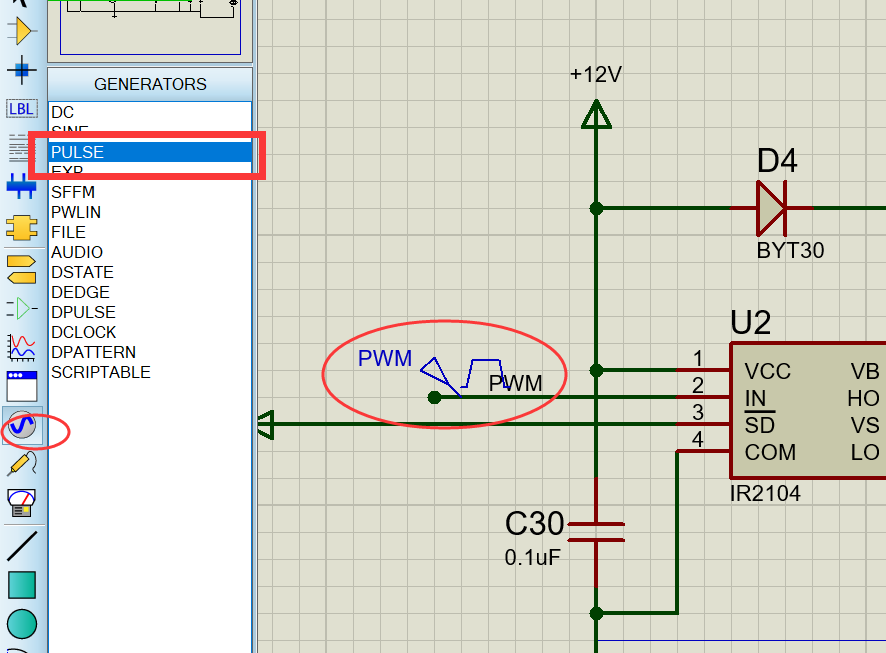 GENERATORS
DC
SINE
PULSE
EXP
SFFM
PWLIN
FILE
AUDIO
DSTATE
DEDGE
DPULSE
DCLOCK
DPATTERN
SCRIPTABLE
LBL
+12V
D4
BYT30
PWM
PWM
U2
1
2
3
4
VCC
IN
SD
COM
VB
HO
VS
LO
IR2104
C30
0.1uF